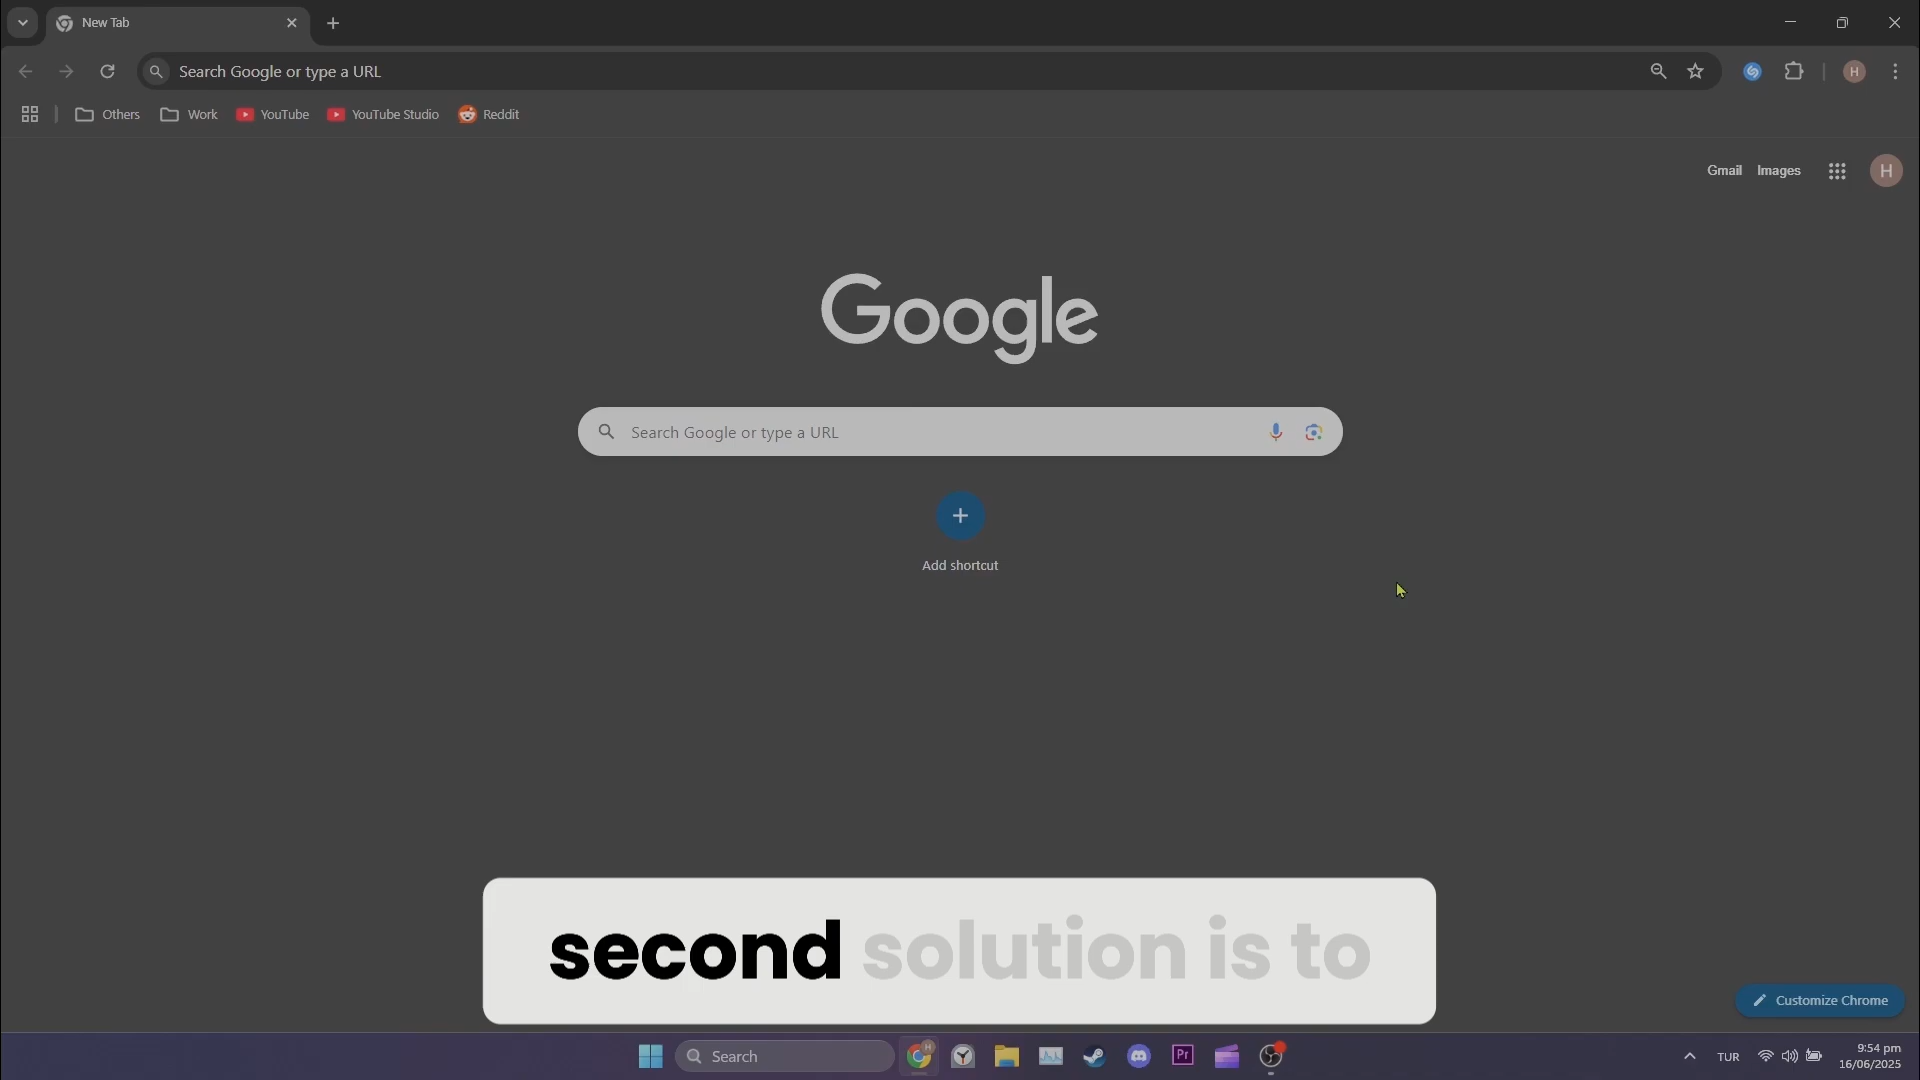 New Tab
Search Google or type a URL
Others
Work
YouTube
YouTube Studio
Reddit
Gmail
Images
H
H
Google
Search Google or type a URL
Add shortcut
second solution is to
Customize Chrome
Search
H
Pr
TUR
9:54 pm
16/06/2025